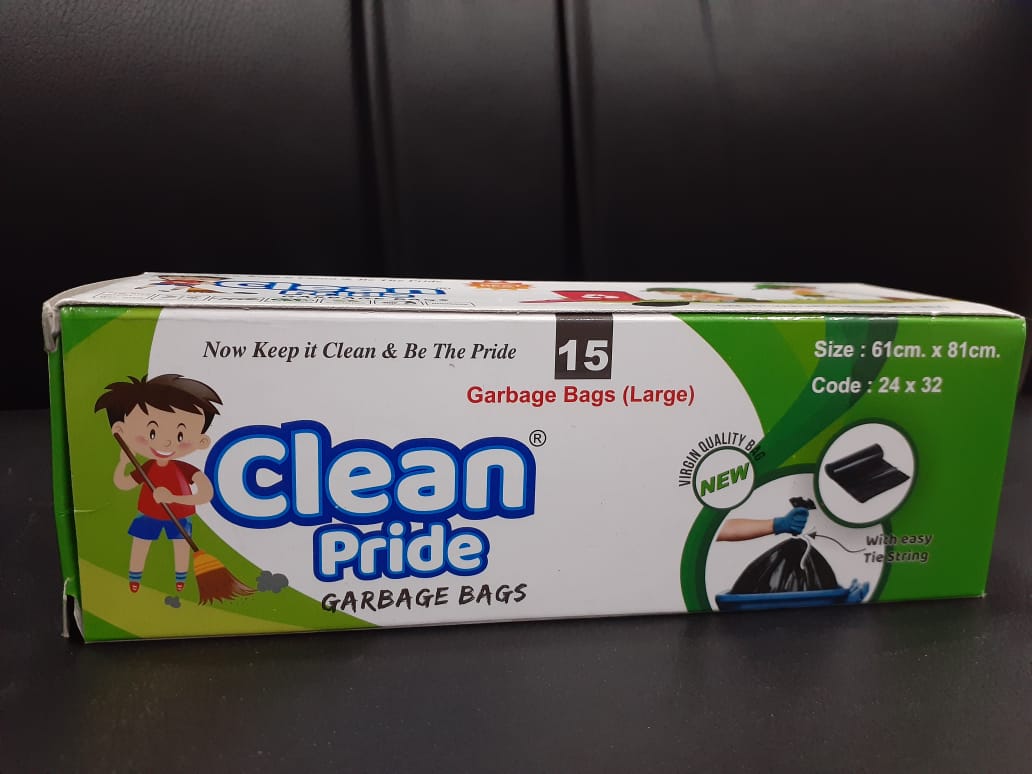 Clean
Now Keep it Clean & Be The Pride
15
Garbage Bags (Large)
Size : 61cm. x 81cm.
Code : 24 x 32
Clean®
Pride
GARBAGE BAGS
VIRGIN QUALITY BAG
NEW
With easy
Tie String